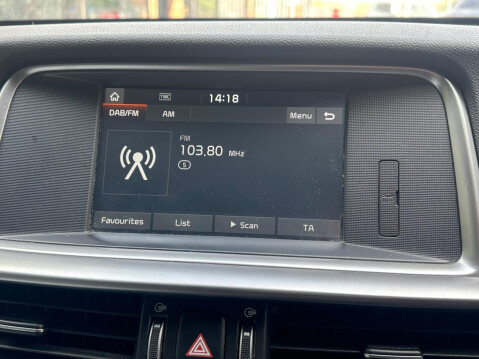 TMC 14:18
DAB/FM AM Menu
FM
103.80 MHz
S
Favourites List Scan TA